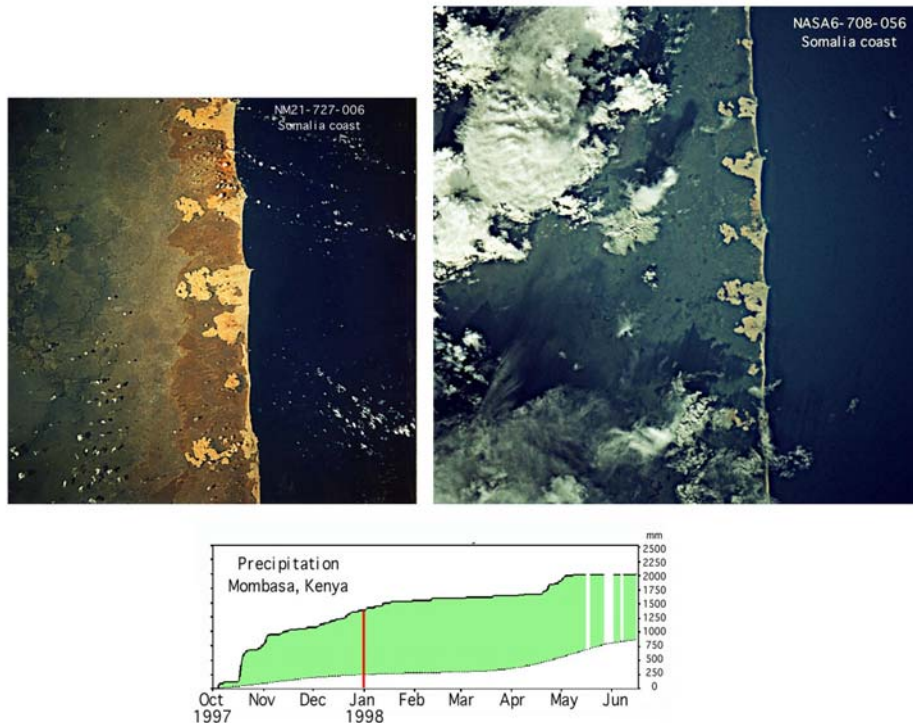 NM21-727-006
Somalia coast
NASA6-708-056
Somalia coast
Precipitation
Mombasa, Kenya
mm
2500
2250
2000
1750
1500
1250
1000
750
500
250
0
Oct Nov Dec Jan Feb Mar Apr May Jun
1997 1998